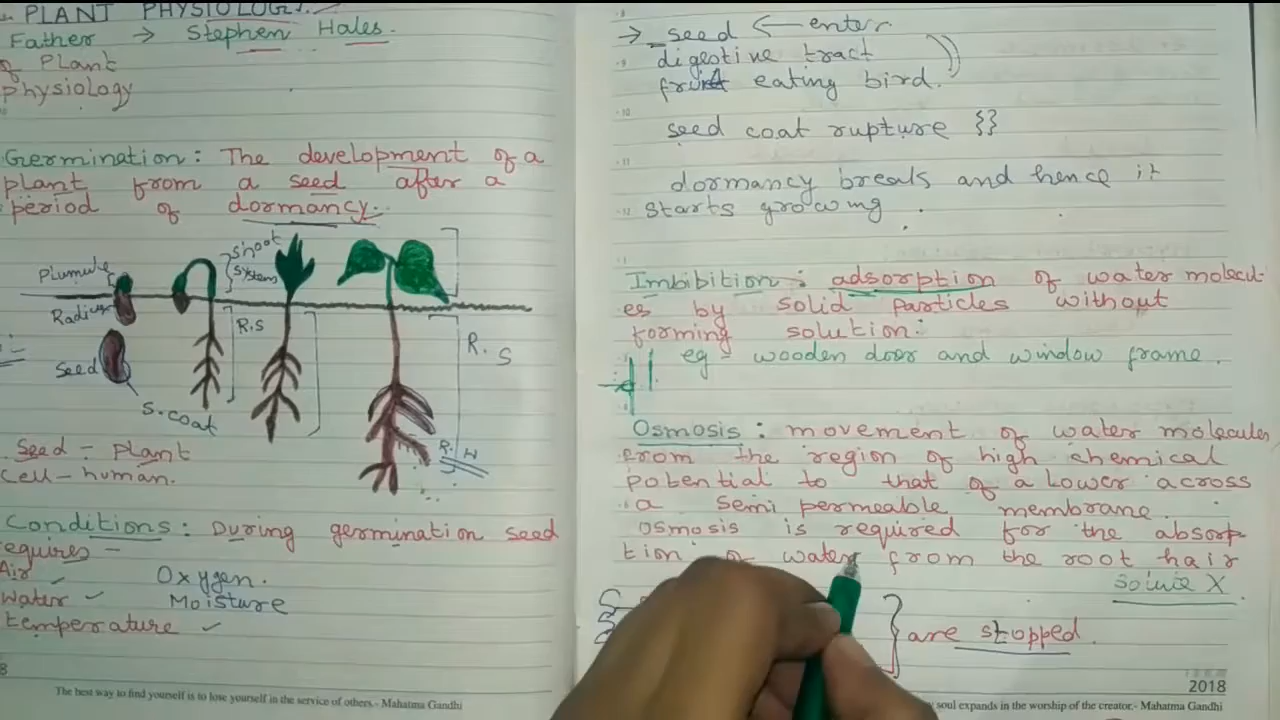 PLANT PHYSIOLOGY
Father → Stephen Hales.
of Plant
Physiology
Germination: The development of a
plant from a seed after a
period of dormancy.
Plumule
Shoot
System
Radius
R.S
Seed
S.coat
R.S
R.H
Seed - Plant
Cell - human.
Conditions: During germination seed
equires -
Air Oxygen.
Water Moisture
temperature
8
The best way to find yourself is to lose yourself in the service of others.- Mahatma Gandhi
→ seed ← enter
digestive tract
fruit eating bird.
seed coat rupture }}
dormancy breaks and hence it
starts growing.
Imbibition: adsorption of water molecul
es by solid particles without
forming solution:
eg - wooden door and window frame.
Osmosis: movement of water molecules
from the region of high chemical
potential to that of a lower across
a semi permeable membrane.
osmosis is required for the absorp
tion of water from the root hair
solute X
} are stopped.
2018
soul expands in the worship of the creator.- Mahatma Gandhi